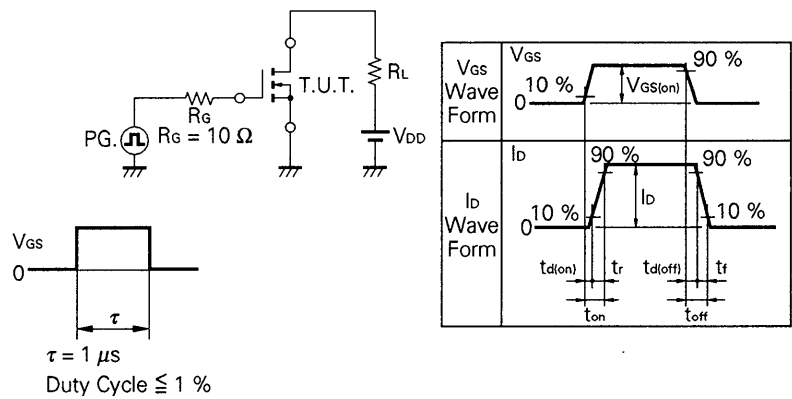 T.U.T.
RL
RG
PG.
RG = 10 Ω
VDD
VGS
0
τ
τ = 1 μs
Duty Cycle ≦ 1 %
VGS
Wave
Form
VGS
10 %
0
VGS(on)
90 %
ID
Wave
Form
ID
90 %
90 %
10 %
0
ID
10 %
td(on)
tr
td(off)
tf
ton
toff